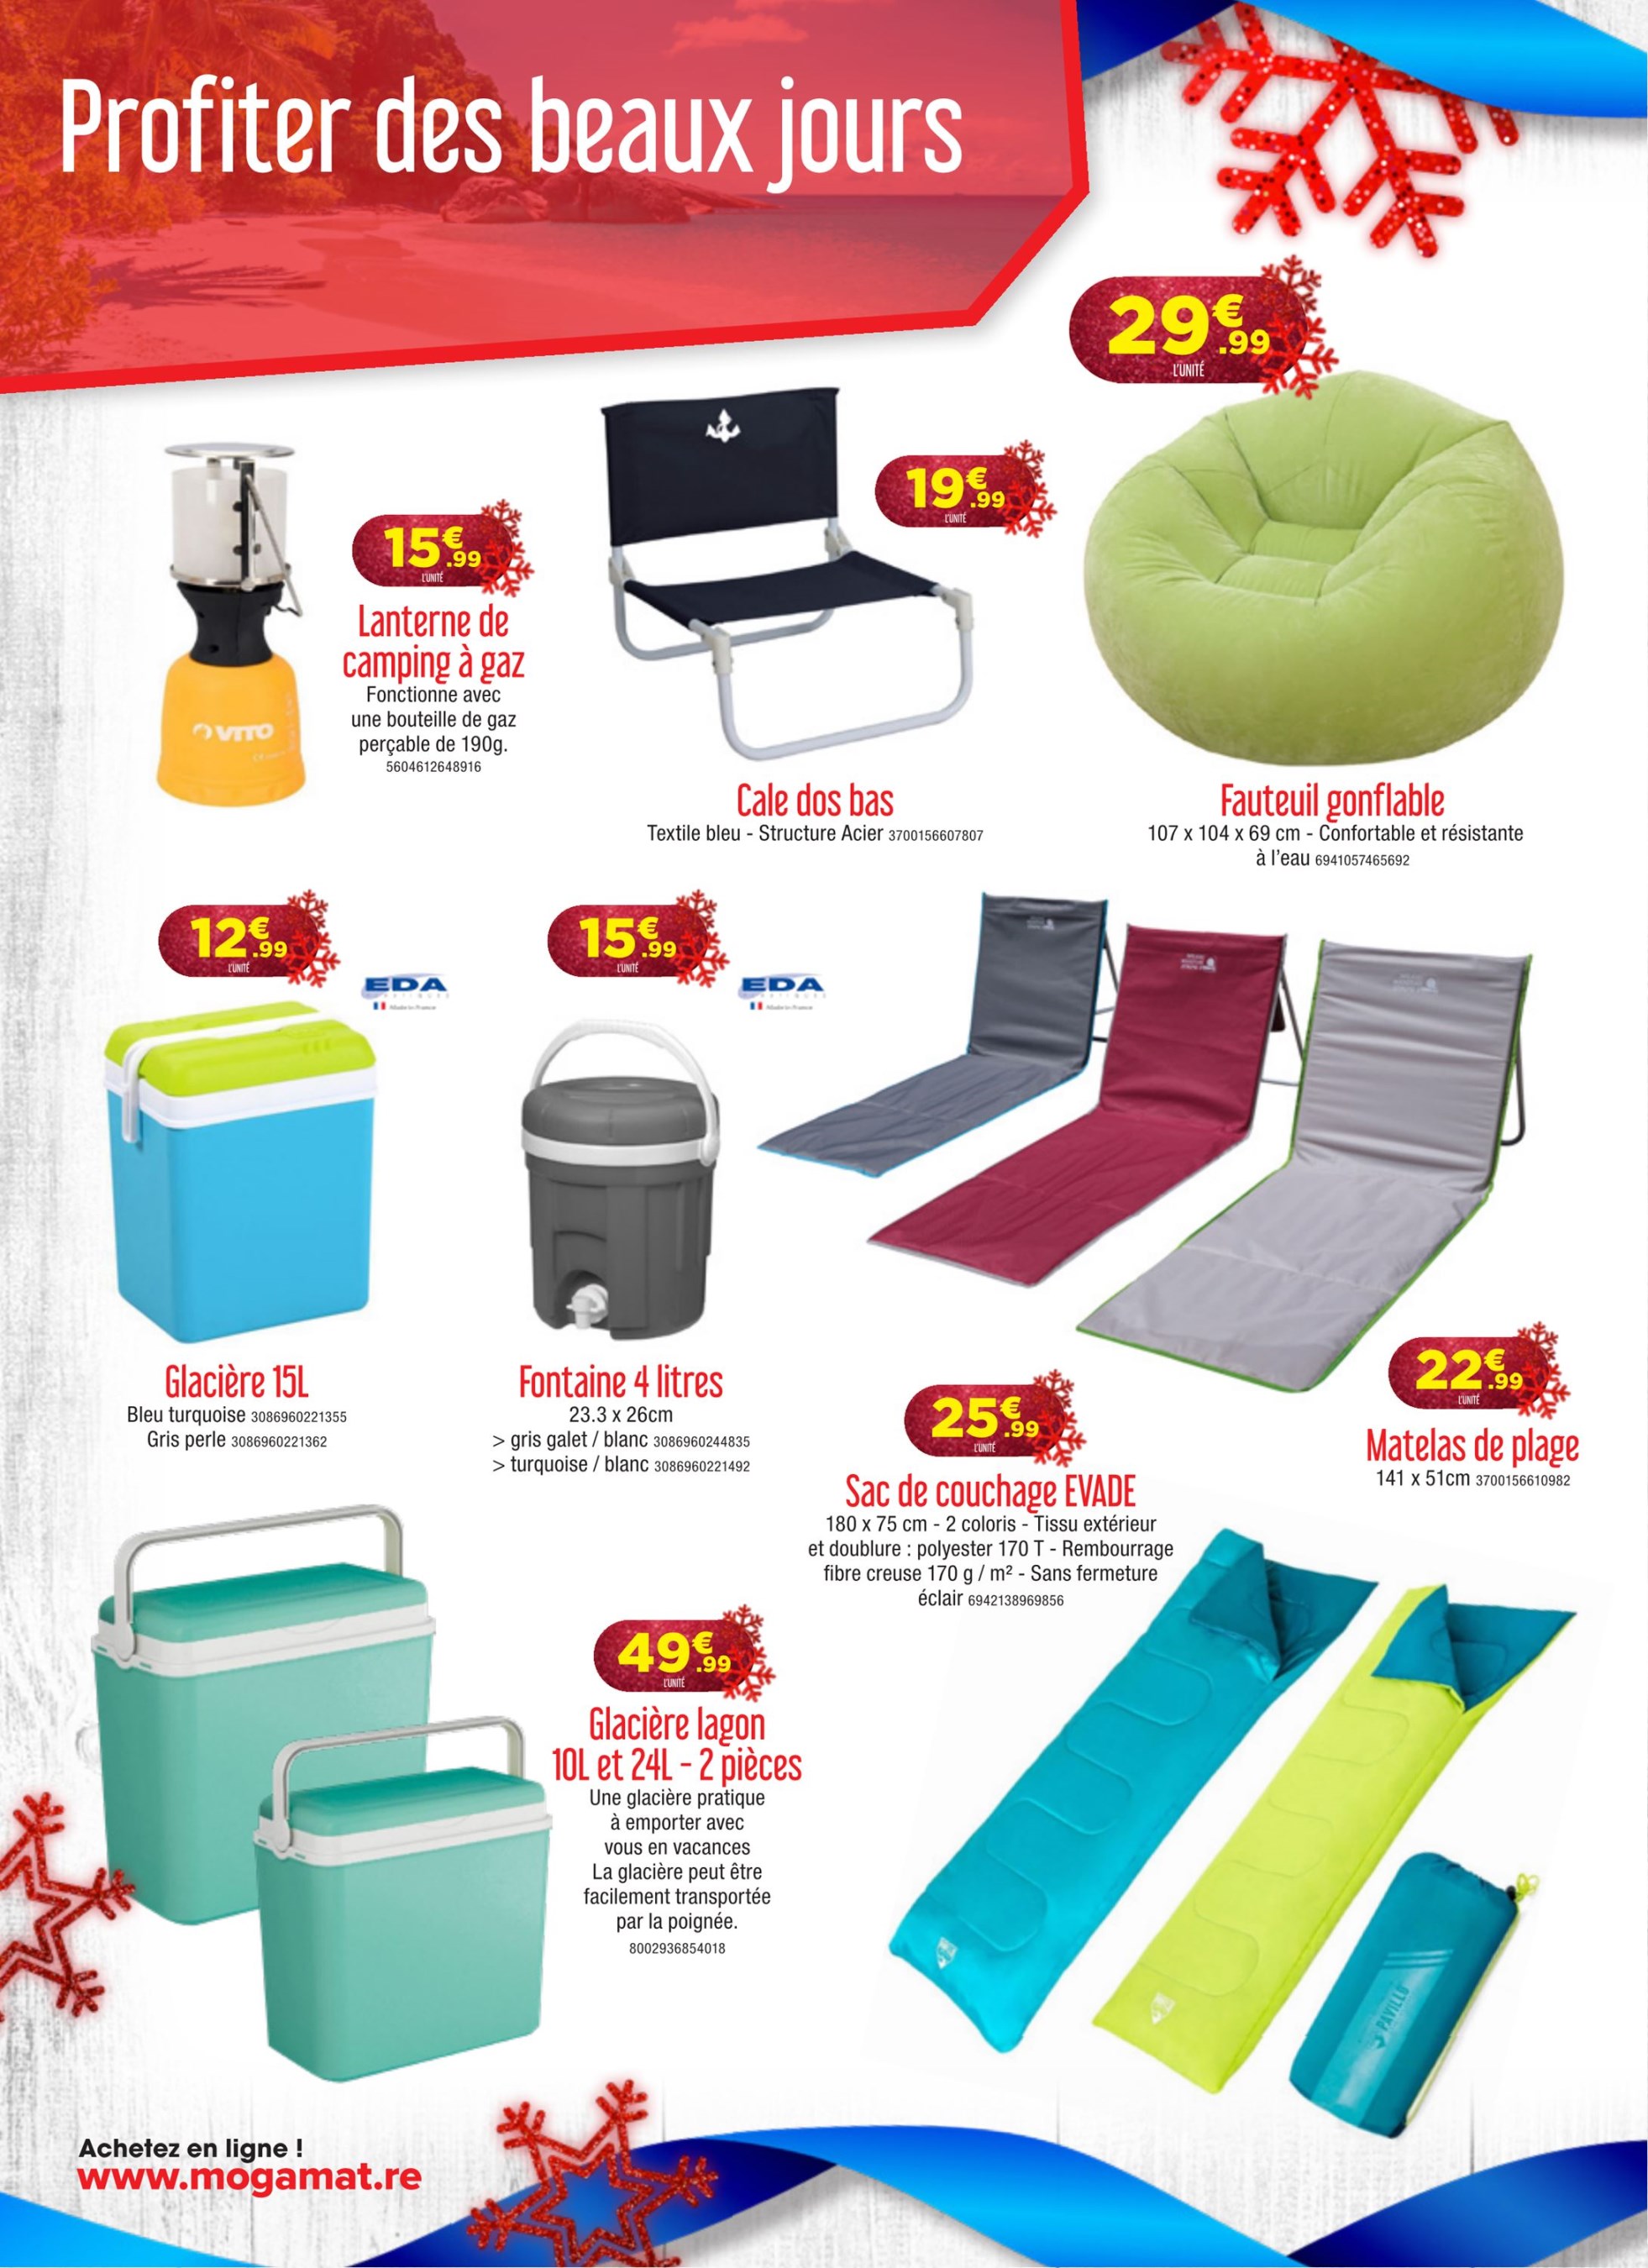 Profiter des beaux jours
29€.99
L'UNITÉ
19€.99
L'UNITÉ
15€.99
L'UNITÉ
Lanterne de
camping à gaz
Fonctionne avec
une bouteille de gaz
perçable de 190g.
5604612648916
VITO
Cale dos bas
Textile bleu - Structure Acier 3700156607807
Fauteuil gonflable
107 x 104 x 69 cm - Confortable et résistante
à l'eau 6941057465692
12€.99
L'UNITÉ
EDA
Made in France
15€.99
L'UNITÉ
EDA
Made in France
Glacière 15L
Bleu turquoise 3086960221355
Gris perle 3086960221362
Fontaine 4 litres
23.3 x 26cm
> gris galet / blanc 3086960244835
> turquoise / blanc 3086960221492
22€.99
L'UNITÉ
Matelas de plage
141 x 51cm 3700156610982
25€.99
L'UNITÉ
Sac de couchage EVADE
180 x 75 cm - 2 coloris - Tissu extérieur
et doublure : polyester 170 T - Rembourrage
fibre creuse 170 g / m² - Sans fermeture
éclair 6942138969856
49€.99
L'UNITÉ
Glacière lagon
10L et 24L - 2 pièces
Une glacière pratique
à emporter avec
vous en vacances
La glacière peut être
facilement transportée
par la poignée.
8002936854018
PAVILLO
Achetez en ligne !
www.mogamat.re